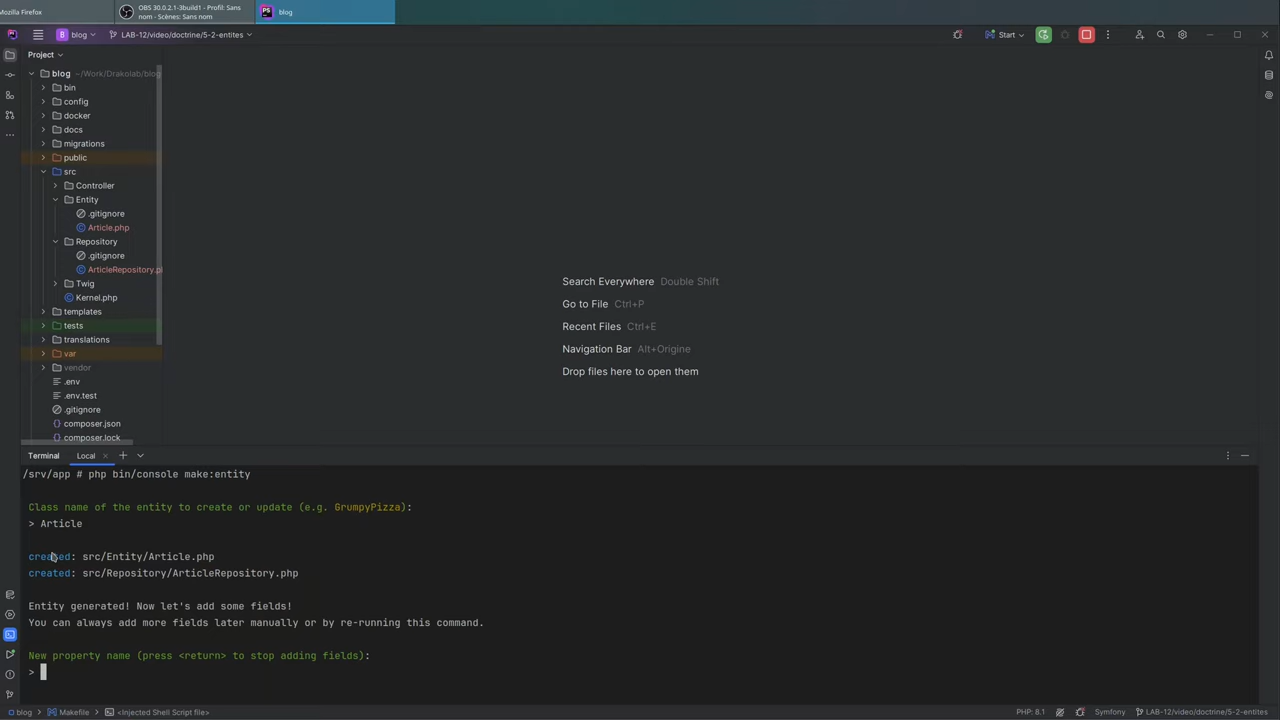 Mozilla Firefox
OBS 30.0.2.1-3build1 - Profil: Sans
nom - Scènes: Sans nom
PS
blog
B
blog
LAB-12/video/doctrine/5-2-entites
Start
Project
blog ~/Work/Drakolab/blog
bin
config
docker
docs
migrations
public
src
Controller
Entity
.gitignore
Article.php
Repository
.gitignore
ArticleRepository.p
Twig
Kernel.php
templates
tests
translations
var
vendor
.env
.env.test
.gitignore
composer.json
composer.lock
Search Everywhere Double Shift
Go to File Ctrl+P
Recent Files Ctrl+E
Navigation Bar Alt+Origine
Drop files here to open them
Terminal
Local
/srv/app # php bin/console make:entity
Class name of the entity to create or update (e.g. GrumpyPizza):
> Article
created: src/Entity/Article.php
created: src/Repository/ArticleRepository.php
Entity generated! Now let's add some fields!
You can always add more fields later manually or by re-running this command.
New property name (press <return> to stop adding fields):
>
blog
Makefile
<Injected Shell Script file>
PHP: 8.1
Symfony
LAB-12/video/doctrine/5-2-entites